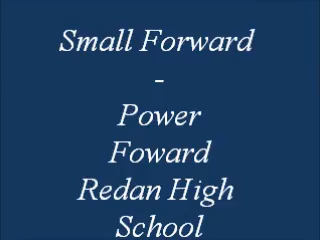 Small Forward
-
Power
Foward
Redan High
School